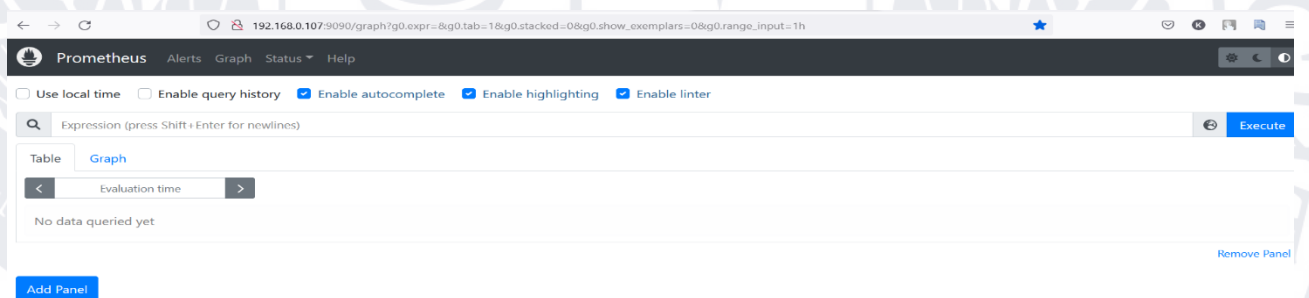 192.168.0.107:9090/graph?g0.expr=&g0.tab=1&g0.stacked=0&g0.show_exemplars=0&g0.range_input=1h
Prometheus Alerts Graph Status Help
Use local time Enable query history Enable autocomplete Enable highlighting Enable linter
Expression (press Shift+Enter for newlines) Execute
Table Graph
< Evaluation time >
No data queried yet
Remove Panel
Add Panel